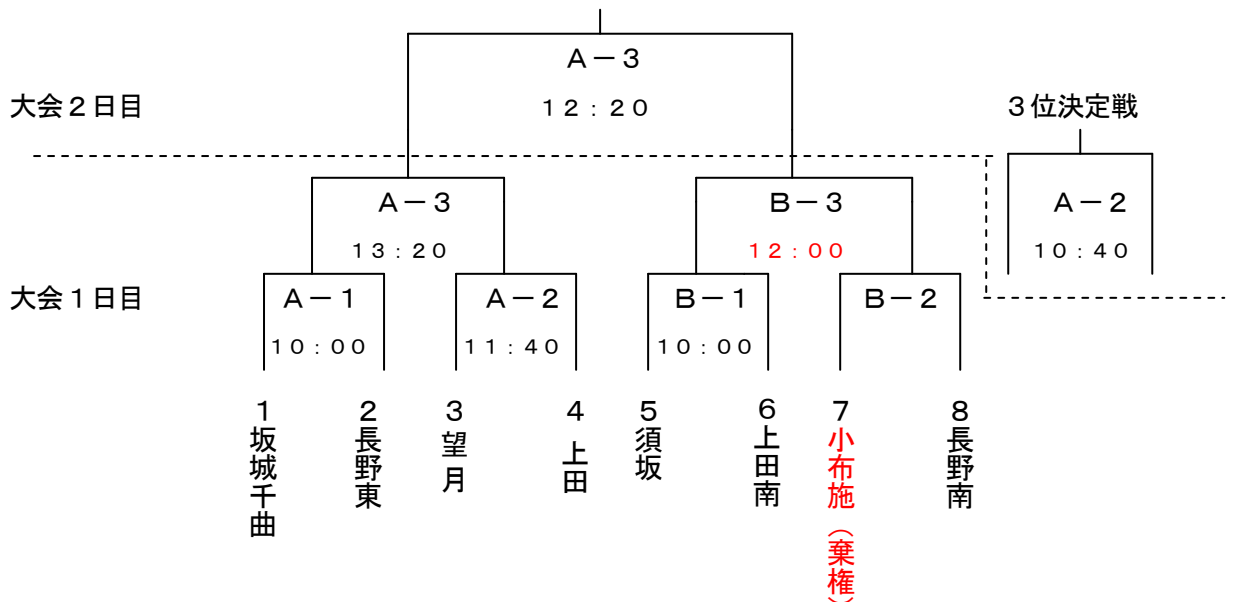 A－3
大会２日目
12：20
３位決定戦
A－3
B－3
A－2
13：20
12：00
10：40
大会１日目
A－1
A－2
B－1
B－2
10：00
11：40
10：00
1 坂城千曲
2 長野東
3 望月
4 上田
5 須坂
6 上田南
7 小布施（棄権）
8 長野南